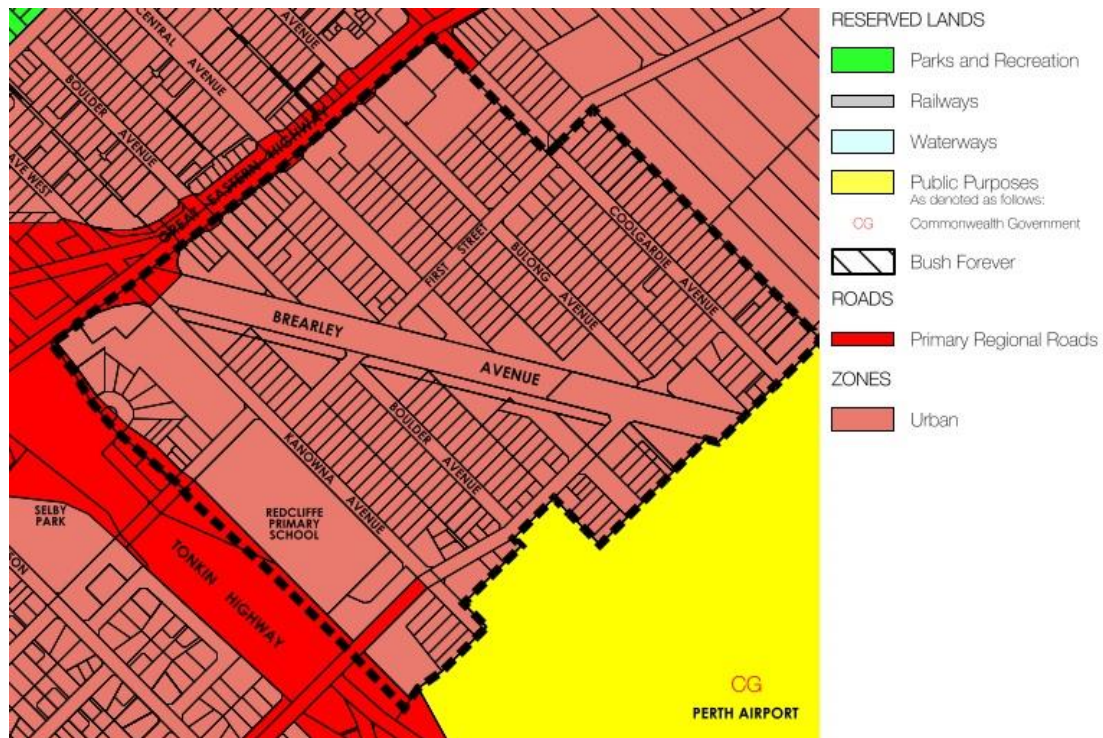 CENTRAL
AVENUE
AVENUE
BOULDER
AVENUE
AVE WEST
GREAT EASTERN HIGHWAY
FIRST STREET
COOLGARDIE
AVENUE
BULONG
AVENUE
BREARLEY
AVENUE
BOULDER
AVENUE
KANOWNA
AVENUE
REDCLIFFE
PRIMARY
SCHOOL
SELBY
PARK
TON
TONKIN
HIGHWAY
CG
PERTH AIRPORT
RESERVED LANDS
Parks and Recreation
Railways
Waterways
Public Purposes
As denoted as follows:
CG Commonwealth Government
Bush Forever
ROADS
Primary Regional Roads
ZONES
Urban